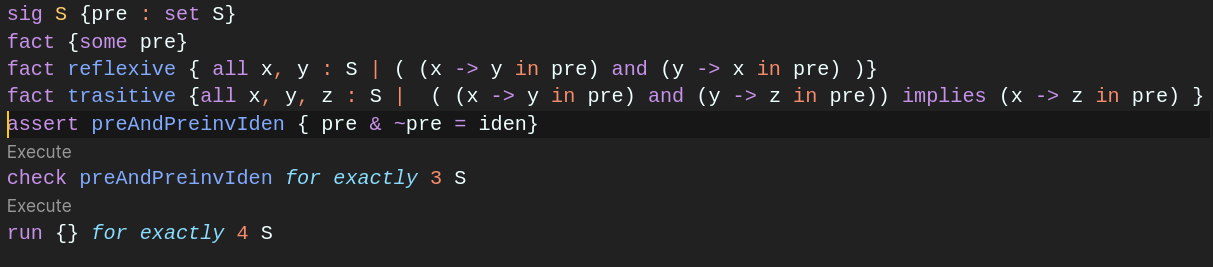 sig S {pre : set S}
fact {some pre}
fact reflexive { all x, y : S | ( (x -> y in pre) and (y -> x in pre) )}
fact trasitive {all x, y, z : S |  ( (x -> y in pre) and (y -> z in pre)) implies (x -> z in pre) }
assert preAndPreinvIden { pre & ~pre = iden}
Execute
check preAndPreinvIden for exactly 3 S
Execute
run {} for exactly 4 S